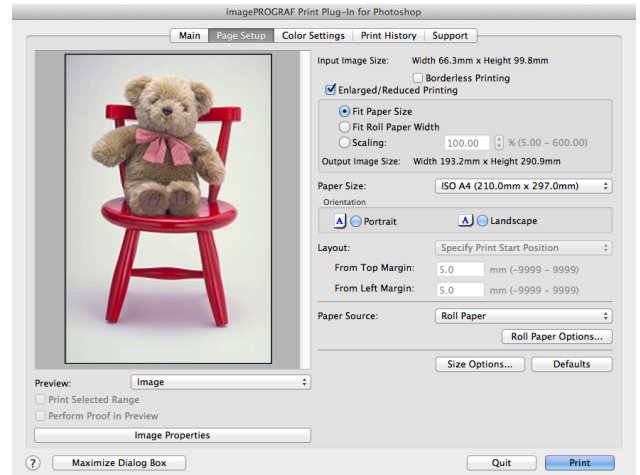 imagePROGRAF Print Plug-In for Photoshop
Main Page Setup Color Settings Print History Support
Input Image Size: Width 66.3mm x Height 99.8mm
Borderless Printing
Enlarged/Reduced Printing
Fit Paper Size
Fit Roll Paper Width
Scaling: 100.00 % (5.00 - 600.00)
Output Image Size: Width 193.2mm x Height 290.9mm
Paper Size: ISO A4 (210.0mm x 297.0mm)
Orientation
A Portrait A Landscape
Layout: Specify Print Start Position
From Top Margin: 5.0 mm (-9999 - 9999)
From Left Margin: 5.0 mm (-9999 - 9999)
Paper Source: Roll Paper
Roll Paper Options...
Size Options... Defaults
Preview: Image
Print Selected Range
Perform Proof in Preview
Image Properties
? Maximize Dialog Box Quit Print